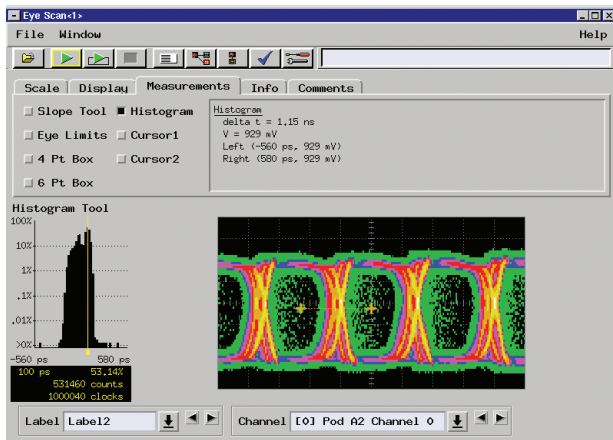 Eye Scan<1>
File Window Help
Scale Display Measurements Info Comments
Slope Tool Histogram
Eye Limits Cursor1
4 Pt Box Cursor2
6 Pt Box
Histogram
delta t = 1.15 ns
V = 929 mV
Left (-560 ps, 929 mV)
Right (580 ps, 929 mV)
Histogram Tool
100%
10%
1%
.1%
.01%
>0%
-560 ps 580 ps
100 ps 53.14%
531460 counts
1000040 clocks
Label Label2 Channel [0] Pod A2 Channel 0